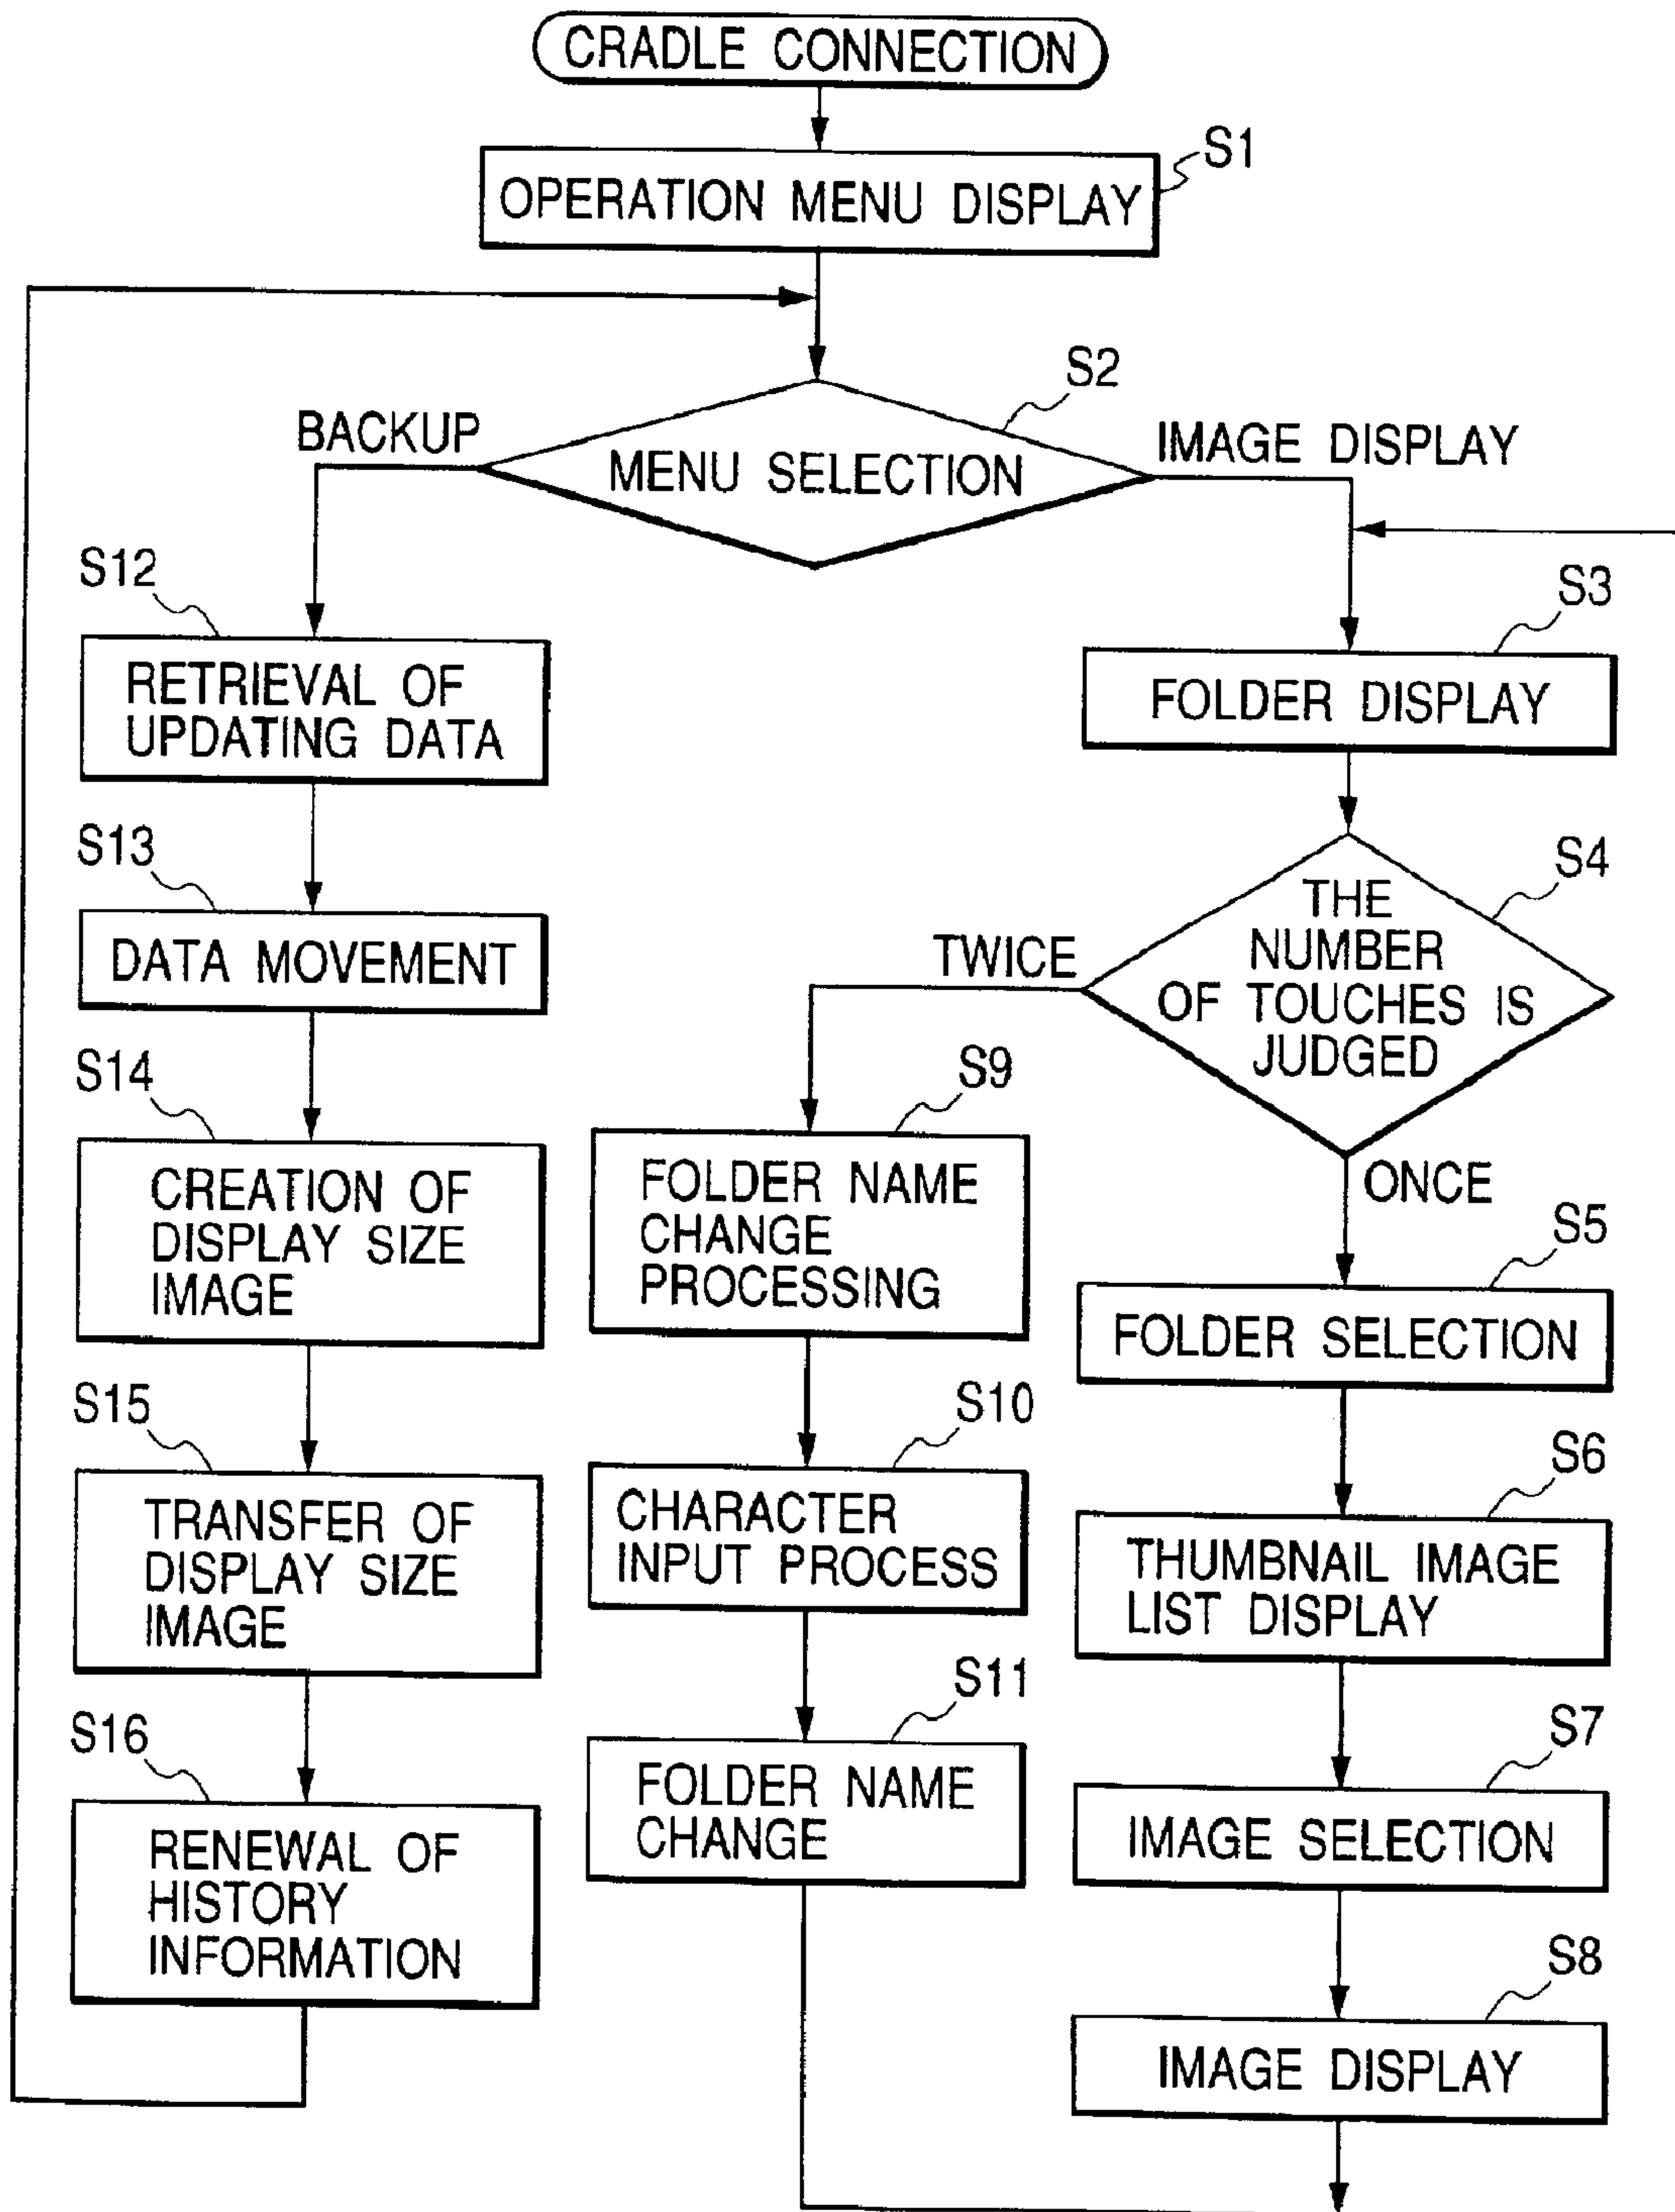 CRADLE CONNECTION
S1
OPERATION MENU DISPLAY
S2
BACKUP
IMAGE DISPLAY
MENU SELECTION
S12
RETRIEVAL OF
UPDATING DATA
S3
FOLDER DISPLAY
S13
DATA MOVEMENT
S4
TWICE
THE
NUMBER
OF TOUCHES IS
JUDGED
ONCE
S14
CREATION OF
DISPLAY SIZE
IMAGE
S9
FOLDER NAME
CHANGE
PROCESSING
S5
FOLDER SELECTION
S15
TRANSFER OF
DISPLAY SIZE
IMAGE
S10
CHARACTER
INPUT PROCESS
S6
THUMBNAIL IMAGE
LIST DISPLAY
S16
RENEWAL OF
HISTORY
INFORMATION
S11
FOLDER NAME
CHANGE
S7
IMAGE SELECTION
S8
IMAGE DISPLAY